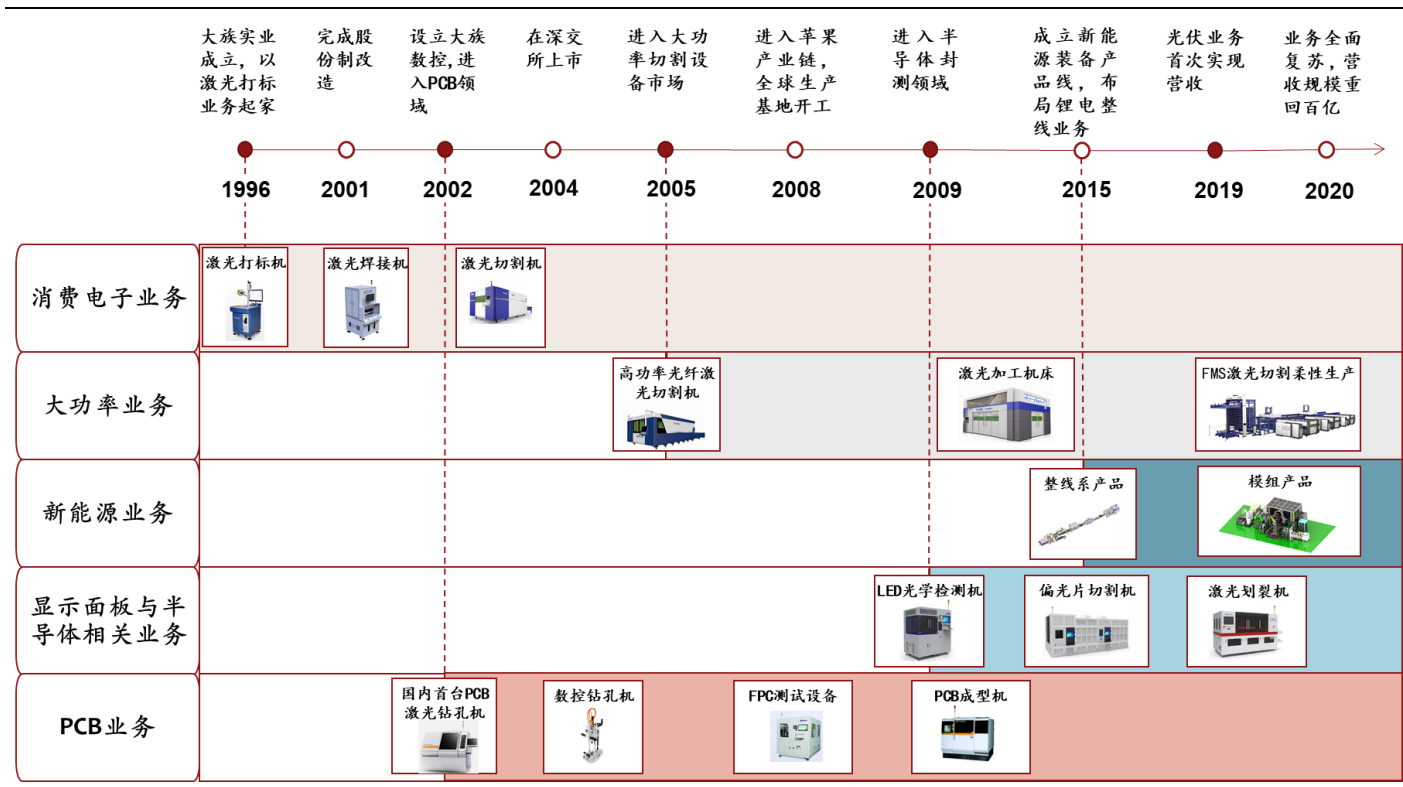 大族实业
成立，以
激光打标
业务起家
完成股
份制改
造
设立大族
数控,进
入PCB领
域
在深交
所上市
进入大功
率切割设
备市场
进入苹果
产业链，
全球生产
基地开工
进入半
导体封
测领域
成立新能
源装备产
品线，布
局锂电整
线业务
光伏业务
首次实现
营收
业务全面
复苏，营
收规模重
回百亿
1996
2001
2002
2004
2005
2008
2009
2015
2019
2020
消费电子业务
激光打标机
激光焊接机
激光切割机
大功率业务
高功率光纤激
光切割机
激光加工机床
FMS激光切割柔性生产
新能源业务
整线系产品
模组产品
显示面板与半
导体相关业务
LED光学检测机
偏光片切割机
激光划裂机
PCB业务
国内首台PCB
激光钻孔机
数控钻孔机
FPC测试设备
PCB成型机